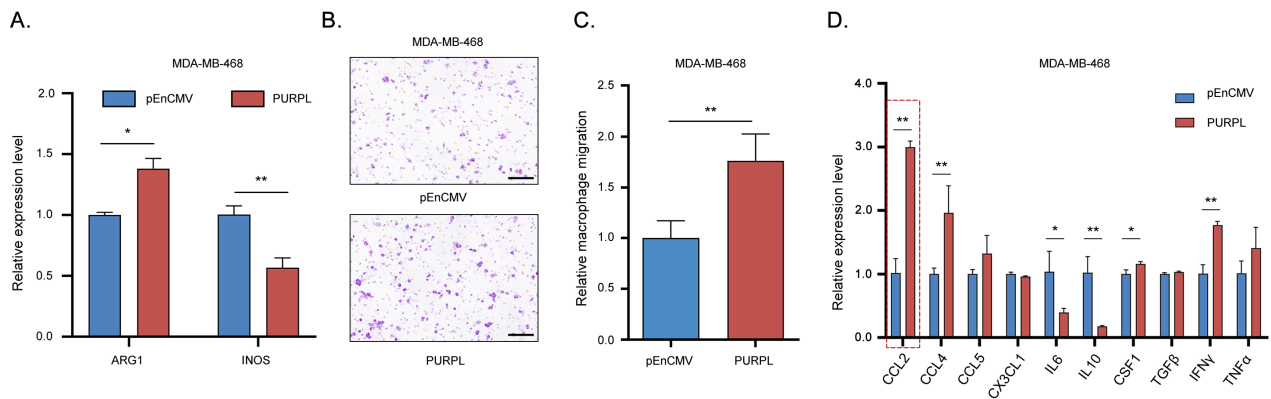 A.
MDA-MB-468
pEnCMV
PURPL
Relative expression level
2.0
1.5
1.0
0.5
0.0
*
**
ARG1
INOS
B.
MDA-MB-468
pEnCMV
PURPL
C.
MDA-MB-468
Relative macrophage migration
2.5
2.0
1.5
1.0
0.5
0.0
**
pEnCMV
PURPL
D.
MDA-MB-468
pEnCMV
PURPL
Relative expression level
4.0
3.0
2.0
1.0
0.0
**
**
*
**
*
**
CCL2
CCL4
CCL5
CX3CL1
IL6
IL10
CSF1
TGFβ
IFNγ
TNFα